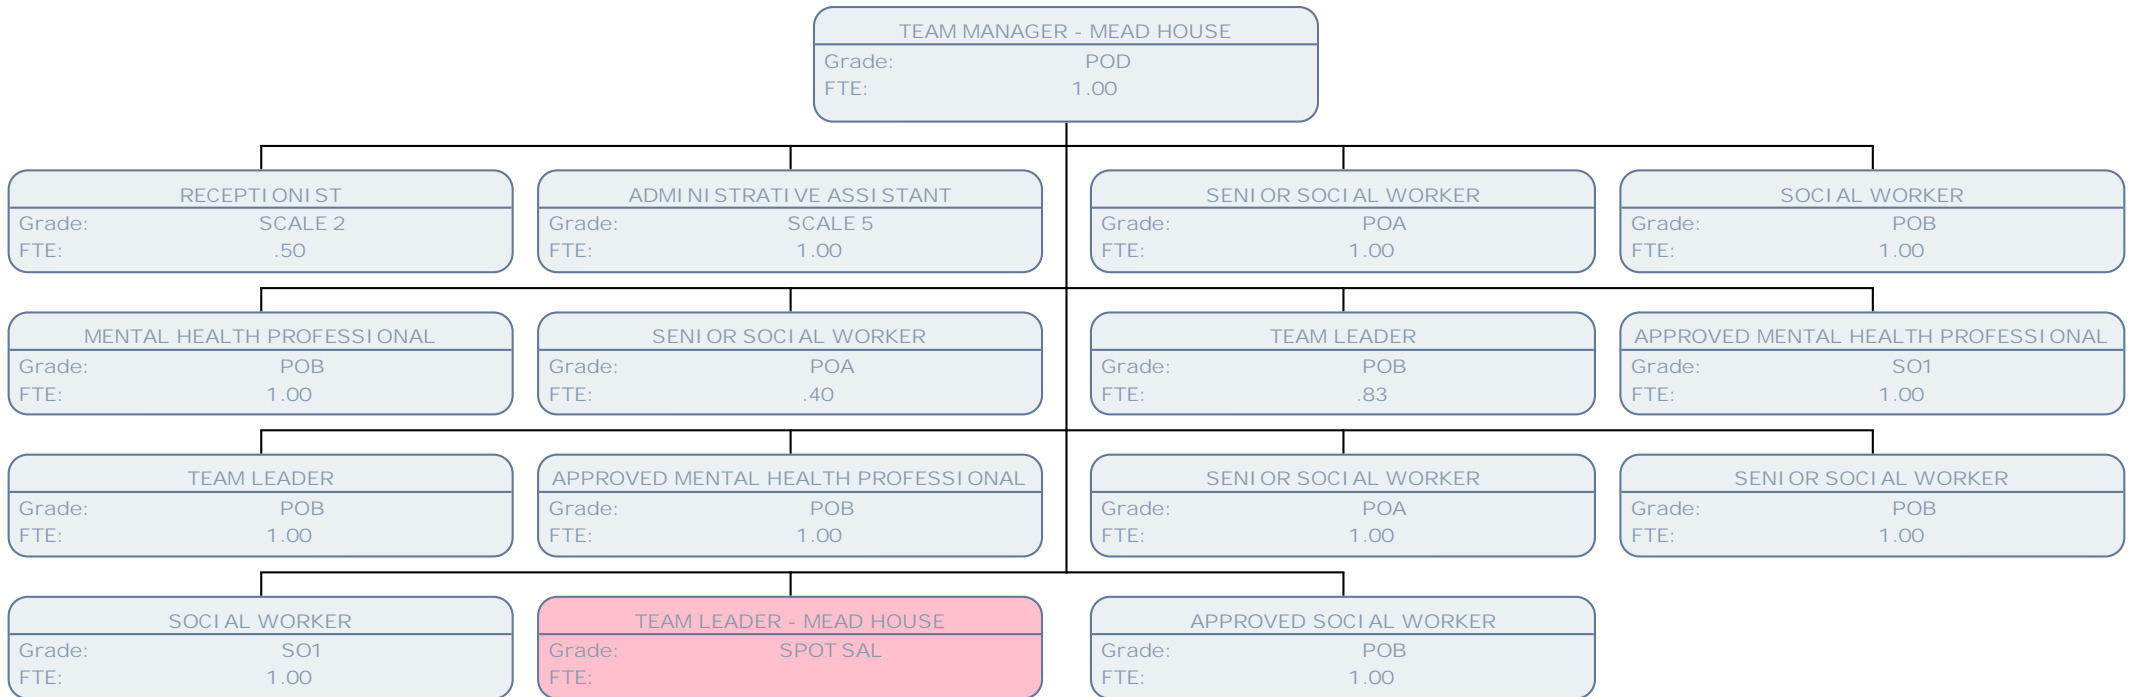 TEAM MANAGER - MEAD HOUSE
Grade: POD
FTE: 1.00
RECEPTIONIST
Grade: SCALE 2
FTE: .50
ADMINISTRATIVE ASSISTANT
Grade: SCALE 5
FTE: 1.00
SENIOR SOCIAL WORKER
Grade: POA
FTE: 1.00
SOCIAL WORKER
Grade: POB
FTE: 1.00
MENTAL HEALTH PROFESSIONAL
Grade: POB
FTE: 1.00
SENIOR SOCIAL WORKER
Grade: POA
FTE: .40
TEAM LEADER
Grade: POB
FTE: .83
APPROVED MENTAL HEALTH PROFESSIONAL
Grade: SO1
FTE: 1.00
TEAM LEADER
Grade: POB
FTE: 1.00
APPROVED MENTAL HEALTH PROFESSIONAL
Grade: POB
FTE: 1.00
SENIOR SOCIAL WORKER
Grade: POA
FTE: 1.00
SENIOR SOCIAL WORKER
Grade: POB
FTE: 1.00
SOCIAL WORKER
Grade: SO1
FTE: 1.00
TEAM LEADER - MEAD HOUSE
Grade: SPOT SAL
FTE:
APPROVED SOCIAL WORKER
Grade: POB
FTE: 1.00